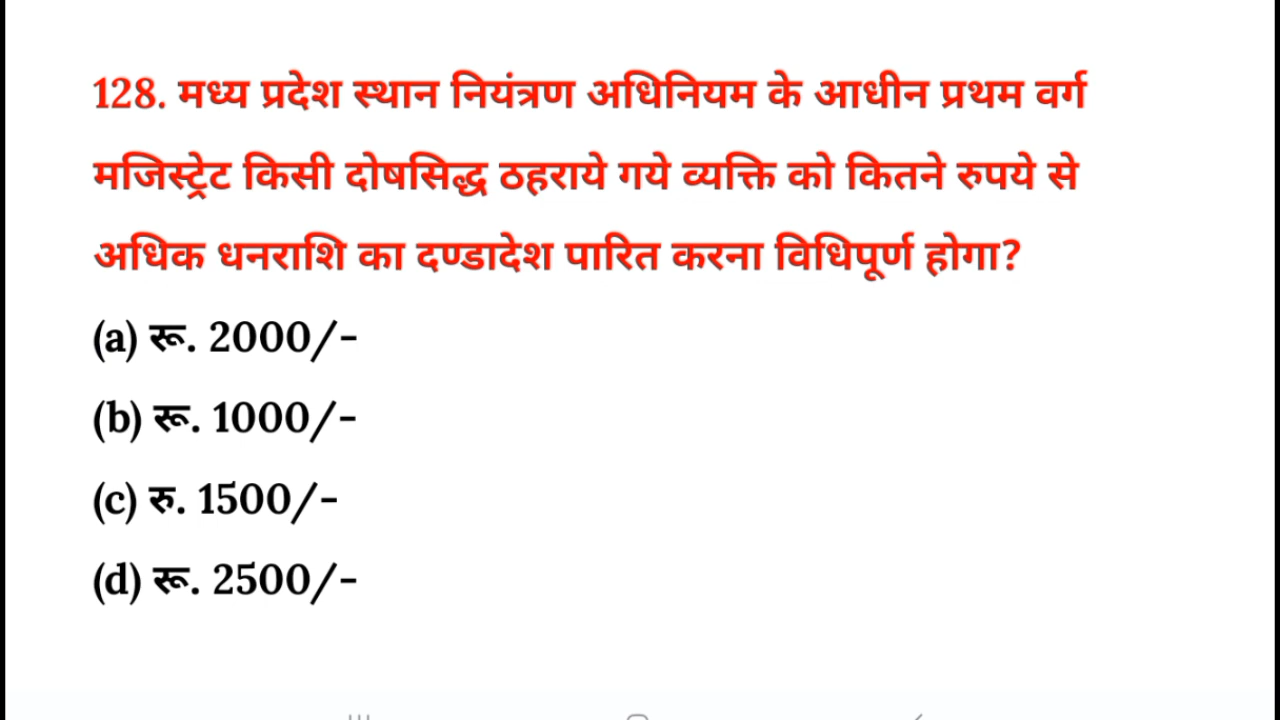 128. मध्य प्रदेश स्थान नियंत्रण अधिनियम के आधीन प्रथम वर्ग
मजिस्ट्रेट किसी दोषसिद्ध ठहराये गये व्यक्ति को कितने रुपये से
अधिक धनराशि का दण्डादेश पारित करना विधिपूर्ण होगा?
(a) रू. 2000/-
(b) रू. 1000/-
(c) रु. 1500/-
(d) रू. 2500/-